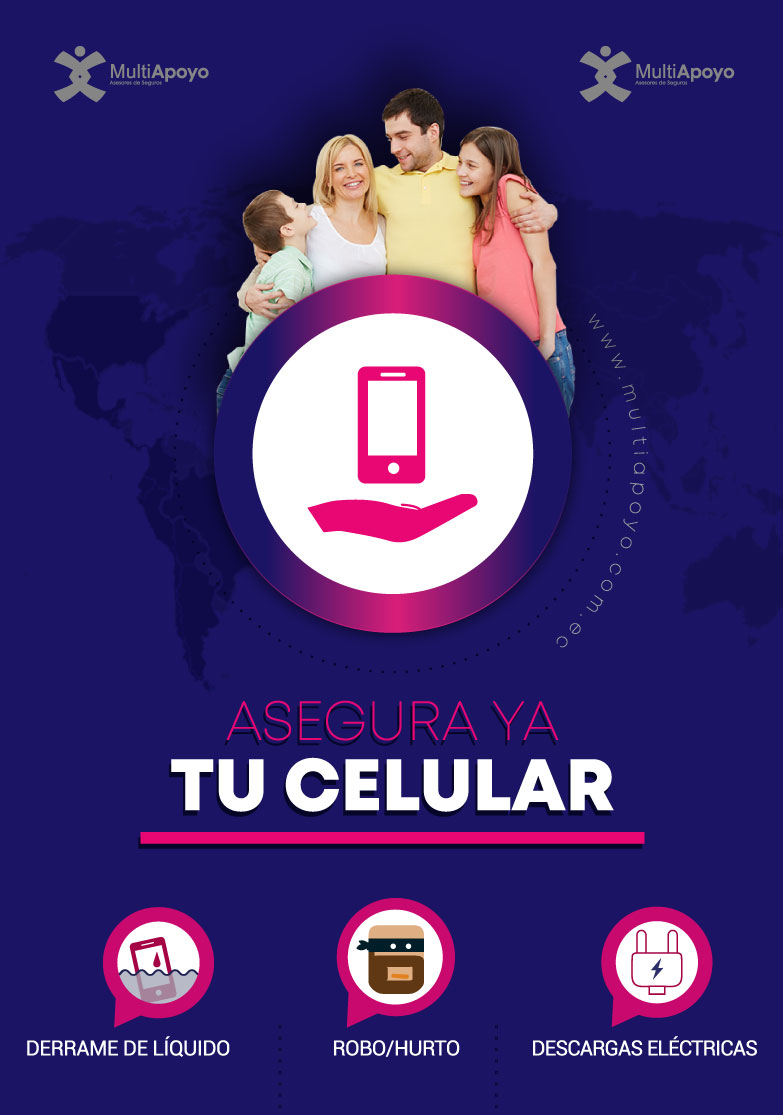 MultiApoyo
Asesores de Seguros
MultiApoyo
Asesores de Seguros
www.multiapoyo.com.ec
ASEGURA YA
TU CELULAR
DERRAME DE LÍQUIDO
ROBO/HURTO
DESCARGAS ELÉCTRICAS